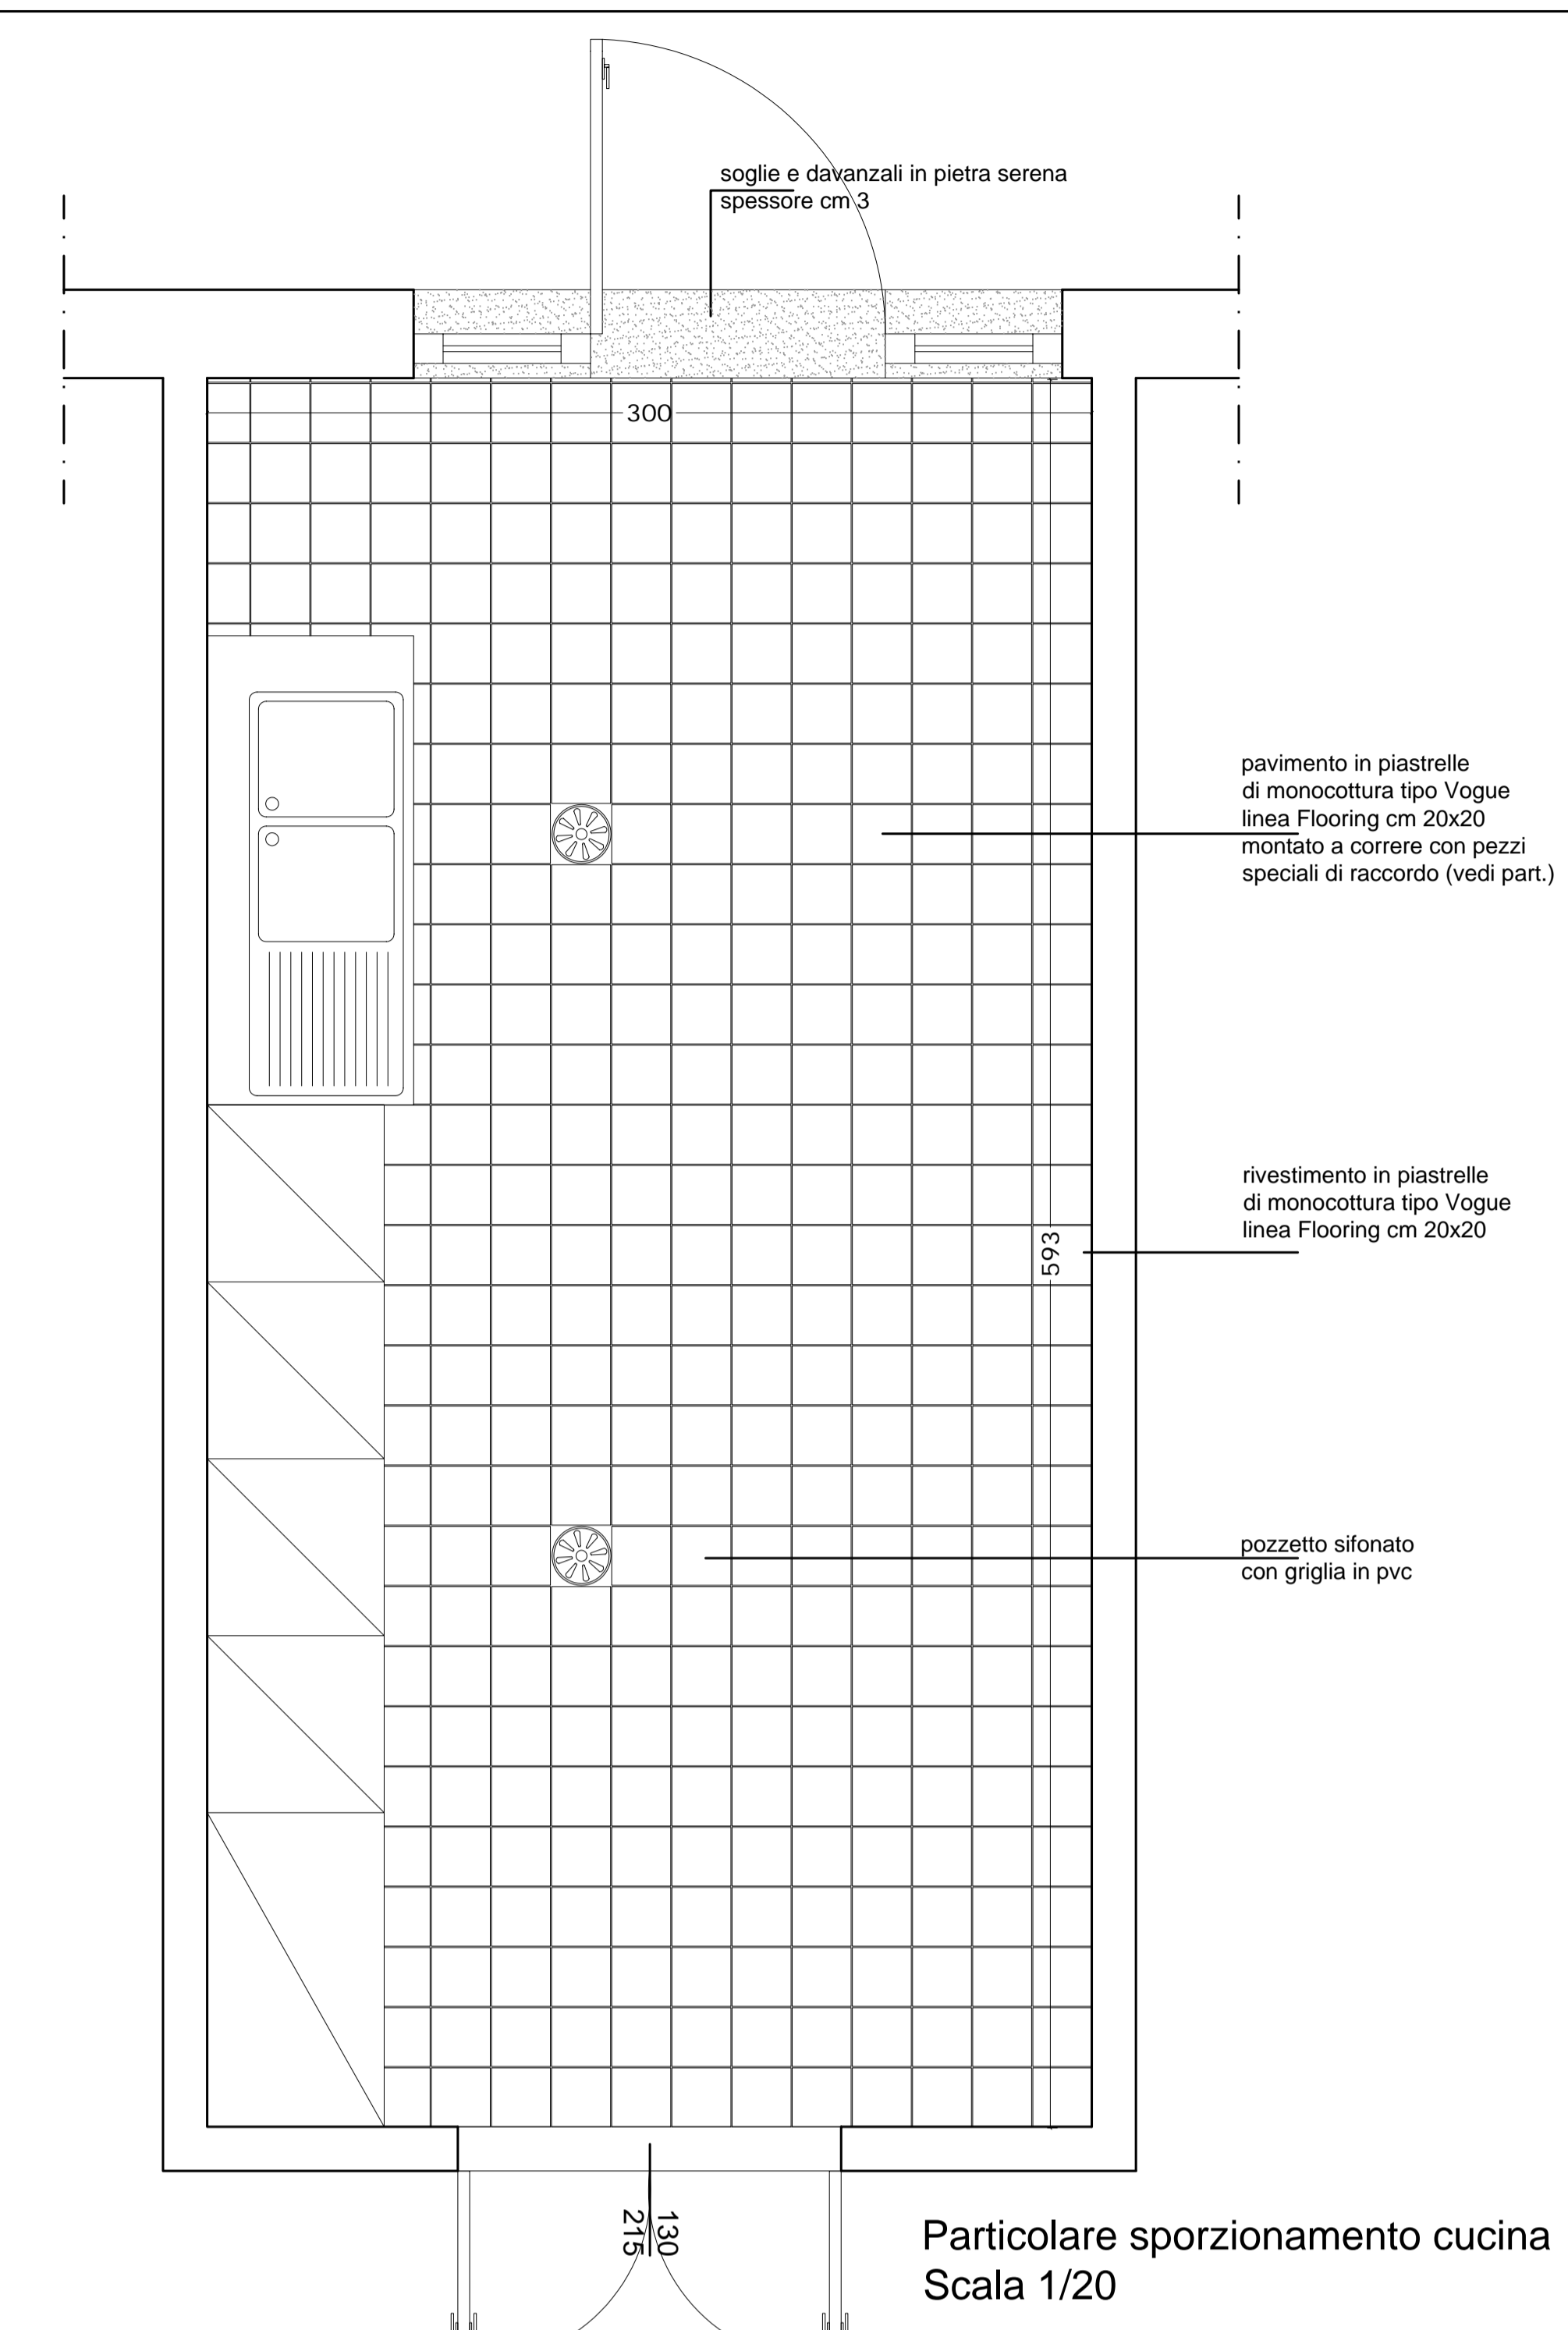 soglie e davanzali in pietra serena
spessore cm 3
300
pavimento in piastrelle
di monocottura tipo Vogue
linea Flooring cm 20x20
montato a correre con pezzi
speciali di raccordo (vedi part.)
rivestimento in piastrelle
di monocottura tipo Vogue
linea Flooring cm 20x20
593
pozzetto sifonato
con griglia in pvc
130
215
Particolare sporzionamento cucina
Scala 1/20